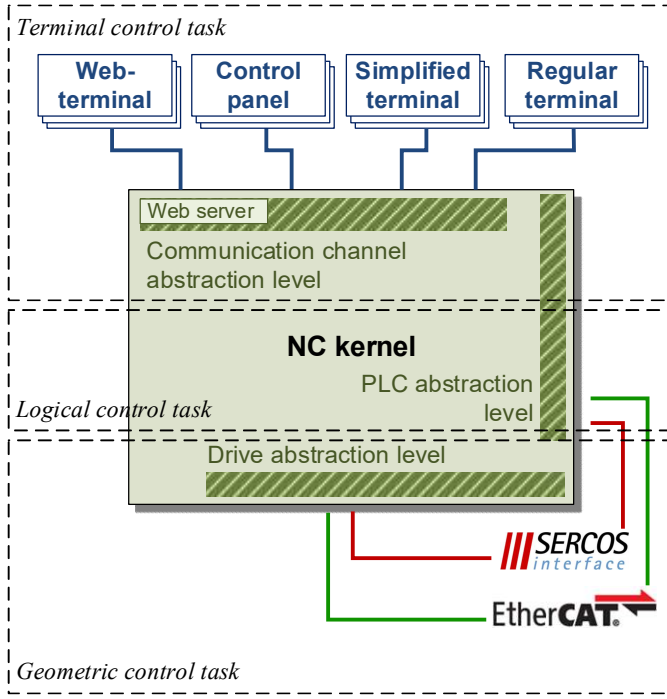 Terminal control task
Web-
terminal
Control
panel
Simplified
terminal
Regular
terminal
Web server
Communication channel
abstraction level
NC kernel
PLC abstraction
level
Logical control task
Drive abstraction level
SERCOS
interface
EtherCAT®
Geometric control task